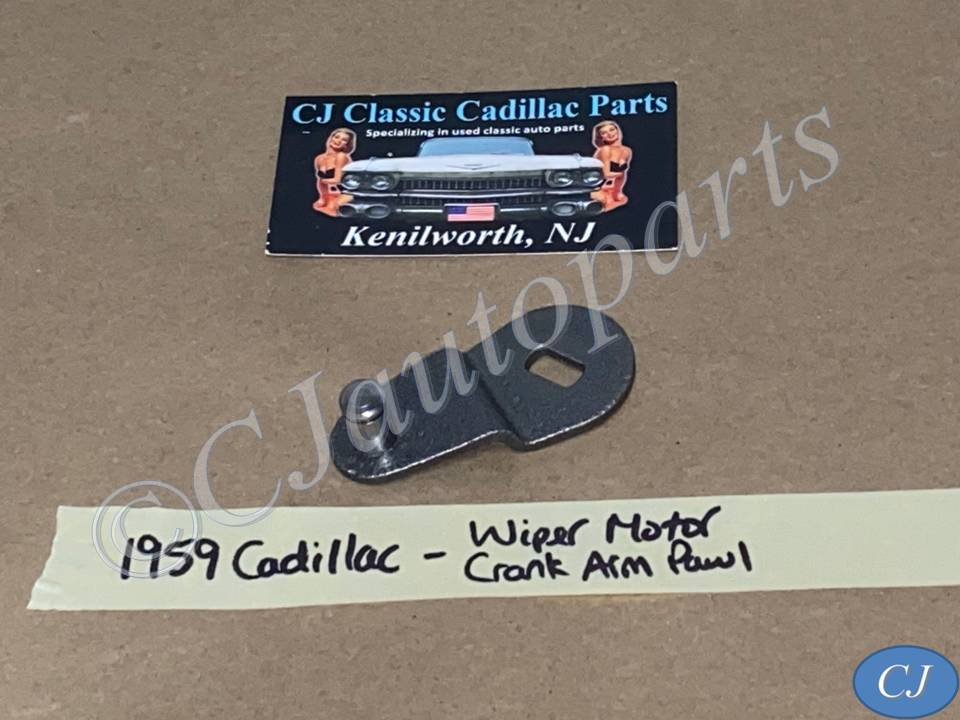 CJ Classic Cadillac Parts
Specializing in used classic auto parts
Kenilworth, NJ
©CJautoparts
1959 Cadillac - Wiper Motor
Crank Arm Pawl
CJ